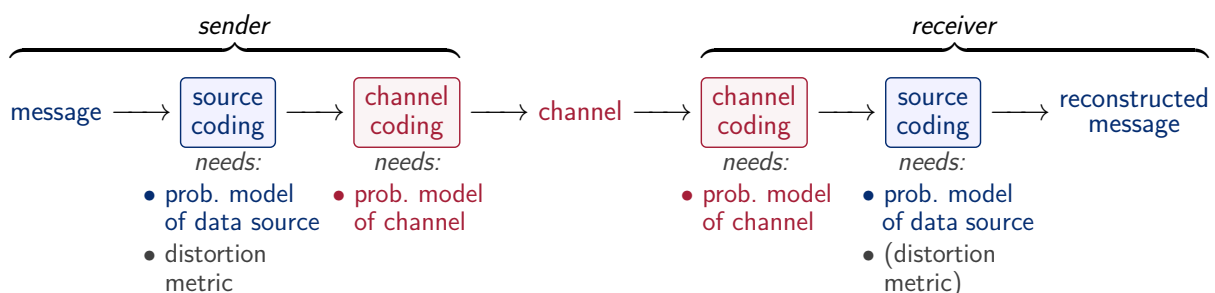 sender
receiver
message
source
coding
channel
coding
channel
channel
coding
source
coding
reconstructed
message
needs:
• prob. model
of data source
• distortion
metric
needs:
• prob. model
of channel
needs:
• prob. model
of channel
needs:
• prob. model
of data source
• (distortion
metric)